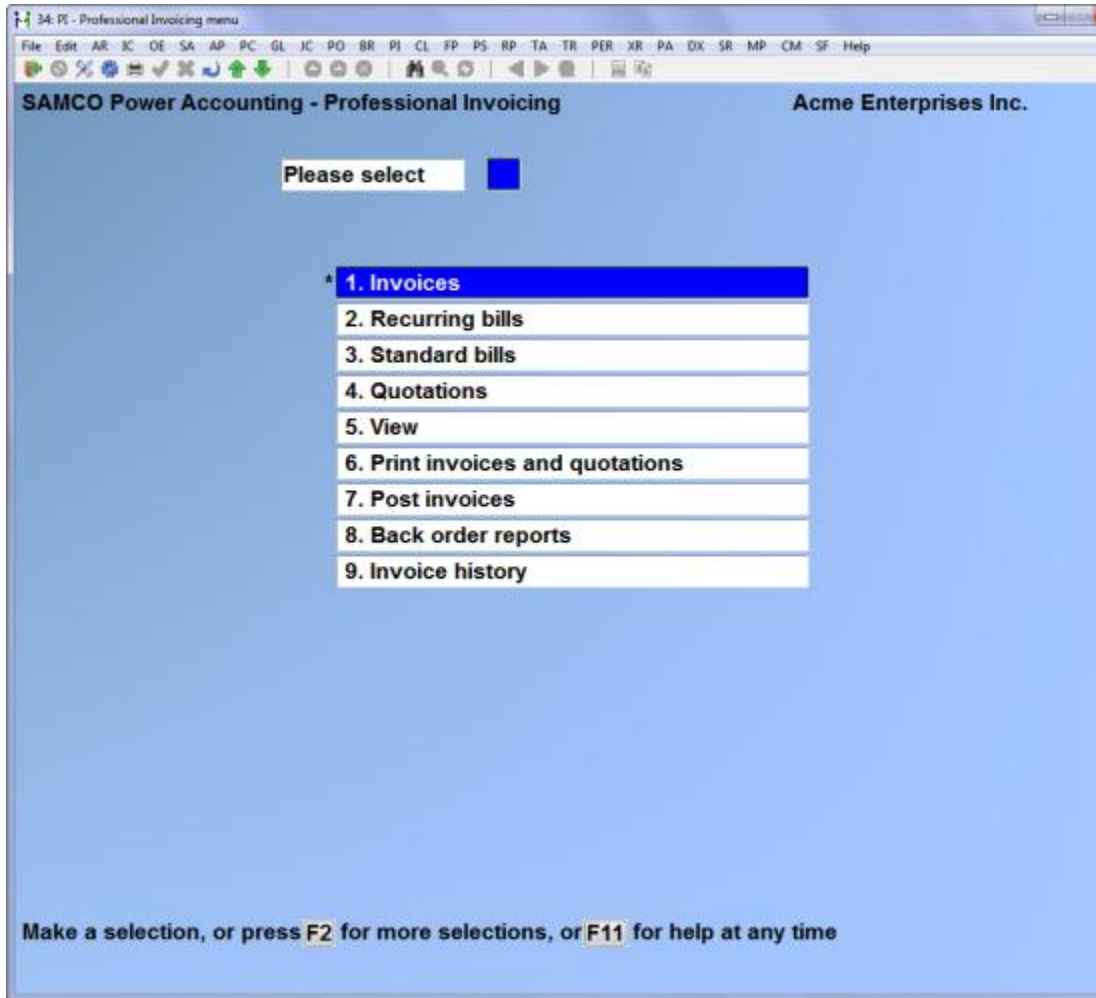 34: PI - Professional Invoicing menu
File Edit AR IC OE SA AP PC GL JC PO BR PI CL FP PS RP TA TR PER XR PA DX SR MP CM SF Help
SAMCO Power Accounting - Professional Invoicing Acme Enterprises Inc.
Please select
* 1. Invoices
2. Recurring bills
3. Standard bills
4. Quotations
5. View
6. Print invoices and quotations
7. Post invoices
8. Back order reports
9. Invoice history
Make a selection, or press F2 for more selections, or F11 for help at any time